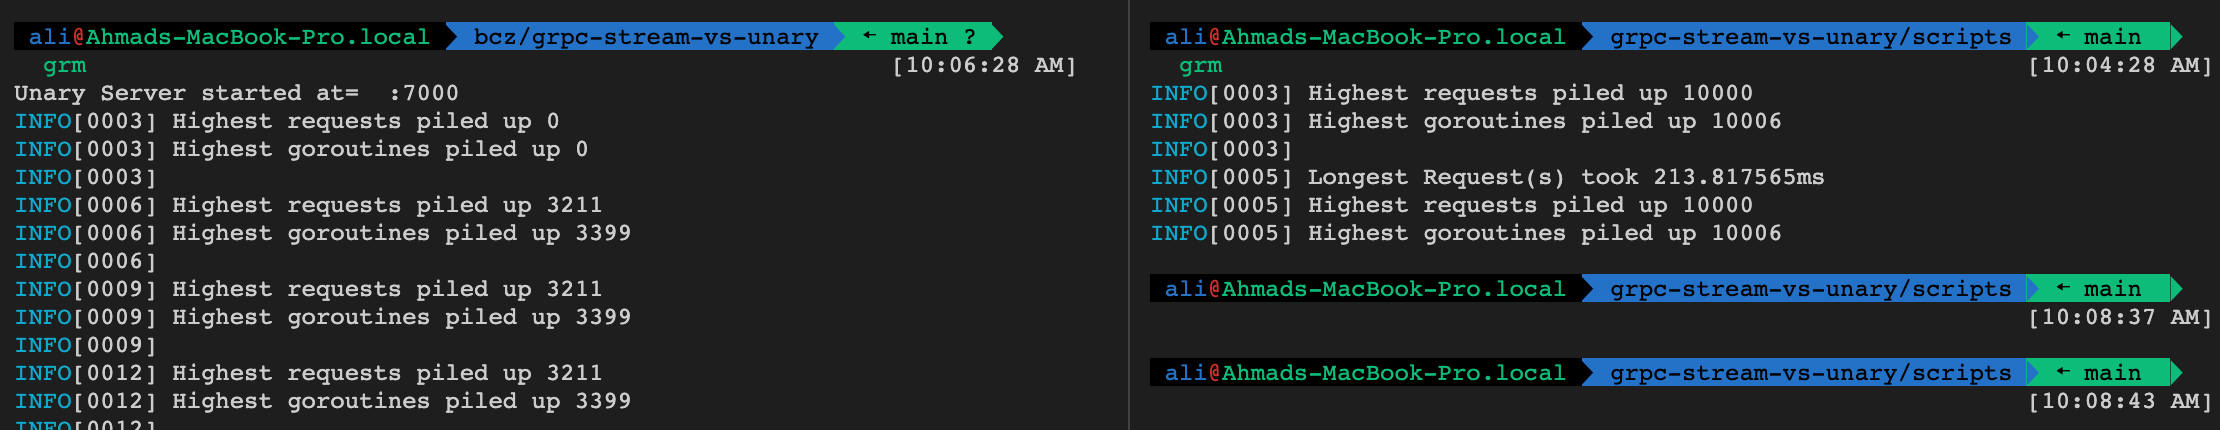 ali@Ahmads-MacBook-Pro.local bcz/grpc-stream-vs-unary ← main ?
grm [10:06:28 AM]
Unary Server started at=  :7000
INFO[0003] Highest requests piled up 0
INFO[0003] Highest goroutines piled up 0
INFO[0003]
INFO[0006] Highest requests piled up 3211
INFO[0006] Highest goroutines piled up 3399
INFO[0006]
INFO[0009] Highest requests piled up 3211
INFO[0009] Highest goroutines piled up 3399
INFO[0009]
INFO[0012] Highest requests piled up 3211
INFO[0012] Highest goroutines piled up 3399
INFO[0012]
ali@Ahmads-MacBook-Pro.local grpc-stream-vs-unary/scripts ← main
grm [10:04:28 AM]
INFO[0003] Highest requests piled up 10000
INFO[0003] Highest goroutines piled up 10006
INFO[0003]
INFO[0005] Longest Request(s) took 213.817565ms
INFO[0005] Highest requests piled up 10000
INFO[0005] Highest goroutines piled up 10006
ali@Ahmads-MacBook-Pro.local grpc-stream-vs-unary/scripts ← main
[10:08:37 AM]
ali@Ahmads-MacBook-Pro.local grpc-stream-vs-unary/scripts ← main
[10:08:43 AM]